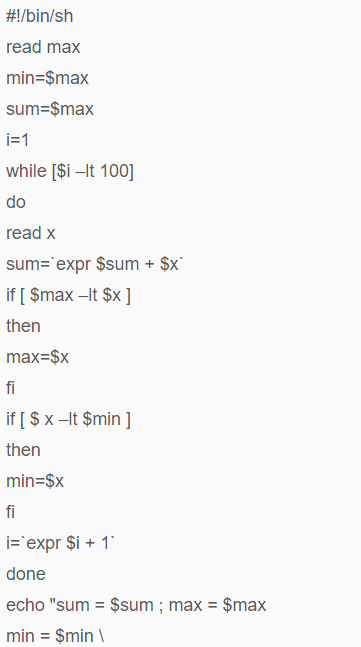 #!/bin/sh
read max
min=$max
sum=$max
i=1
while [$i –lt 100]
do
read x
sum=`expr $sum + $x`
if [ $max –lt $x ]
then
max=$x
fi
if [ $ x –lt $min ]
then
min=$x
fi
i=`expr $i + 1`
done
echo "sum = $sum ; max = $max
min = $min \